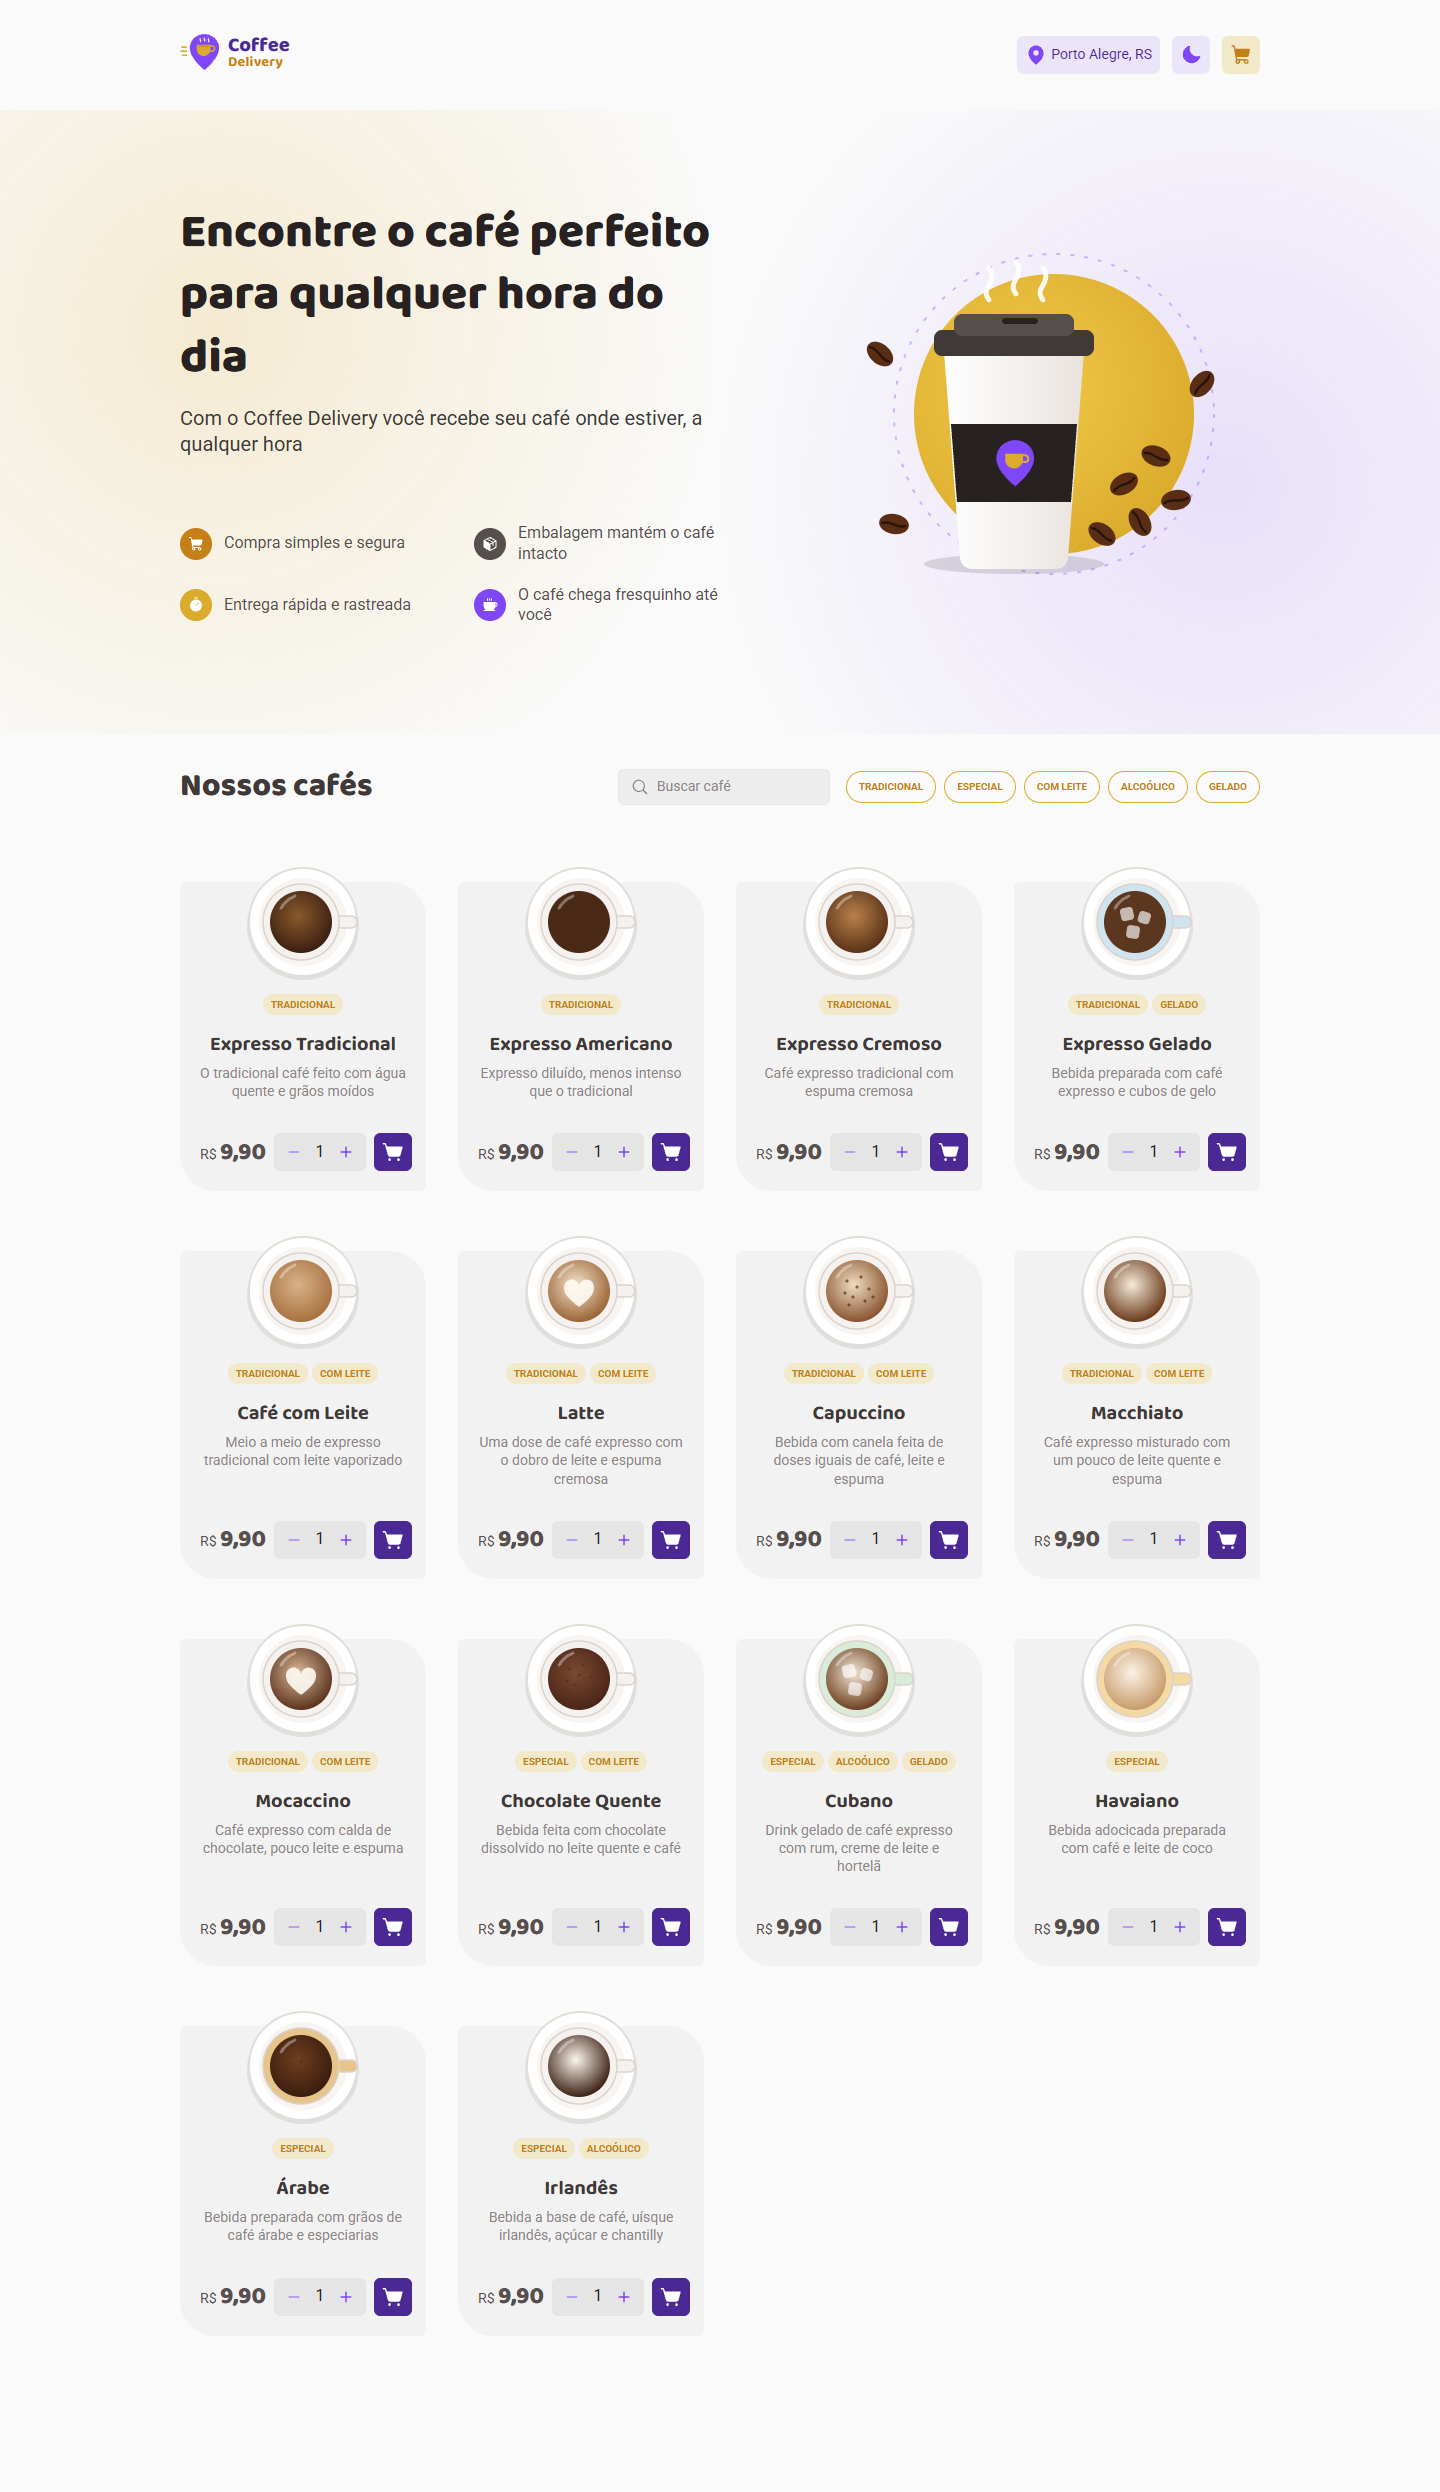 Coffee
Delivery
Porto Alegre, RS
Encontre o café perfeito
para qualquer hora do
dia
Com o Coffee Delivery você recebe seu café onde estiver, a
qualquer hora
Compra simples e segura
Embalagem mantém o café
intacto
Entrega rápida e rastreada
O café chega fresquinho até
você
Nossos cafés
Buscar café
TRADICIONAL
ESPECIAL
COM LEITE
ALCOÓLICO
GELADO
TRADICIONAL
Expresso Tradicional
O tradicional café feito com água
quente e grãos moídos
R$ 9,90
1
TRADICIONAL
Expresso Americano
Expresso diluído, menos intenso
que o tradicional
R$ 9,90
1
TRADICIONAL
Expresso Cremoso
Café expresso tradicional com
espuma cremosa
R$ 9,90
1
TRADICIONAL GELADO
Expresso Gelado
Bebida preparada com café
expresso e cubos de gelo
R$ 9,90
1
TRADICIONAL COM LEITE
Café com Leite
Meio a meio de expresso
tradicional com leite vaporizado
R$ 9,90
1
TRADICIONAL COM LEITE
Latte
Uma dose de café expresso com
o dobro de leite e espuma
cremosa
R$ 9,90
1
TRADICIONAL COM LEITE
Capuccino
Bebida com canela feita de
doses iguais de café, leite e
espuma
R$ 9,90
1
TRADICIONAL COM LEITE
Macchiato
Café expresso misturado com
um pouco de leite quente e
espuma
R$ 9,90
1
TRADICIONAL COM LEITE
Mocaccino
Café expresso com calda de
chocolate, pouco leite e espuma
R$ 9,90
1
ESPECIAL COM LEITE
Chocolate Quente
Bebida feita com chocolate
dissolvido no leite quente e café
R$ 9,90
1
ESPECIAL ALCOÓLICO GELADO
Cubano
Drink gelado de café expresso
com rum, creme de leite e
hortelã
R$ 9,90
1
ESPECIAL
Havaiano
Bebida adocicada preparada
com café e leite de coco
R$ 9,90
1
ESPECIAL
Árabe
Bebida preparada com grãos de
café árabe e especiarias
R$ 9,90
1
ESPECIAL ALCOÓLICO
Irlandês
Bebida a base de café, uísque
irlandês, açúcar e chantilly
R$ 9,90
1